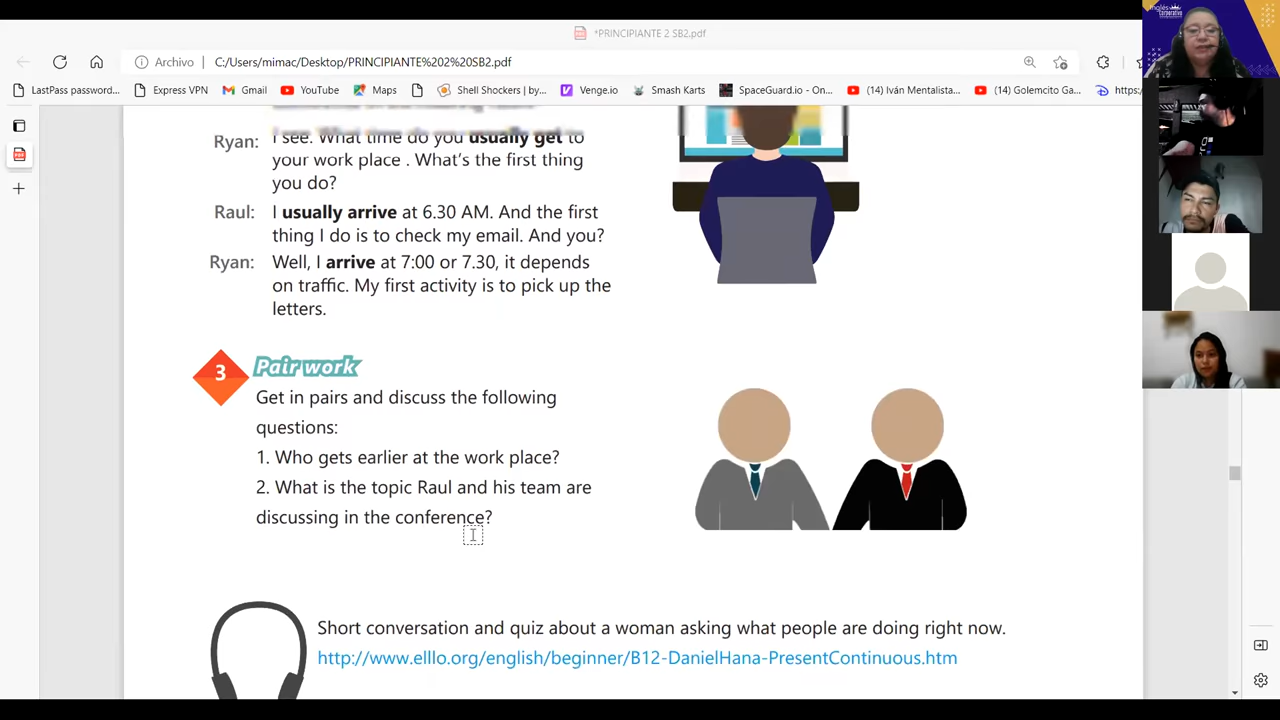 *PRINCIPIANTE 2 SB2.pdf
Archivo C:/Users/mimac/Desktop/PRINCIPIANTE%202%20SB2.pdf
LastPass password... Express VPN Gmail YouTube Maps Shell Shockers | by... Venge.io Smash Karts SpaceGuard.io - On... (14) Iván Mentalista... (14) Golemcito Ga... https:
Ryan: I see. What time do you usually get to
your work place . What's the first thing
you do?
Raul: I usually arrive at 6.30 AM. And the first
thing I do is to check my email. And you?
Ryan: Well, I arrive at 7:00 or 7.30, it depends
on traffic. My first activity is to pick up the
letters.
3 Pair work
Get in pairs and discuss the following
questions:
1. Who gets earlier at the work place?
2. What is the topic Raul and his team are
discussing in the conference?
Short conversation and quiz about a woman asking what people are doing right now.
http://www.elllo.org/english/beginner/B12-DanielHana-PresentContinuous.htm
Inglés
corporativo